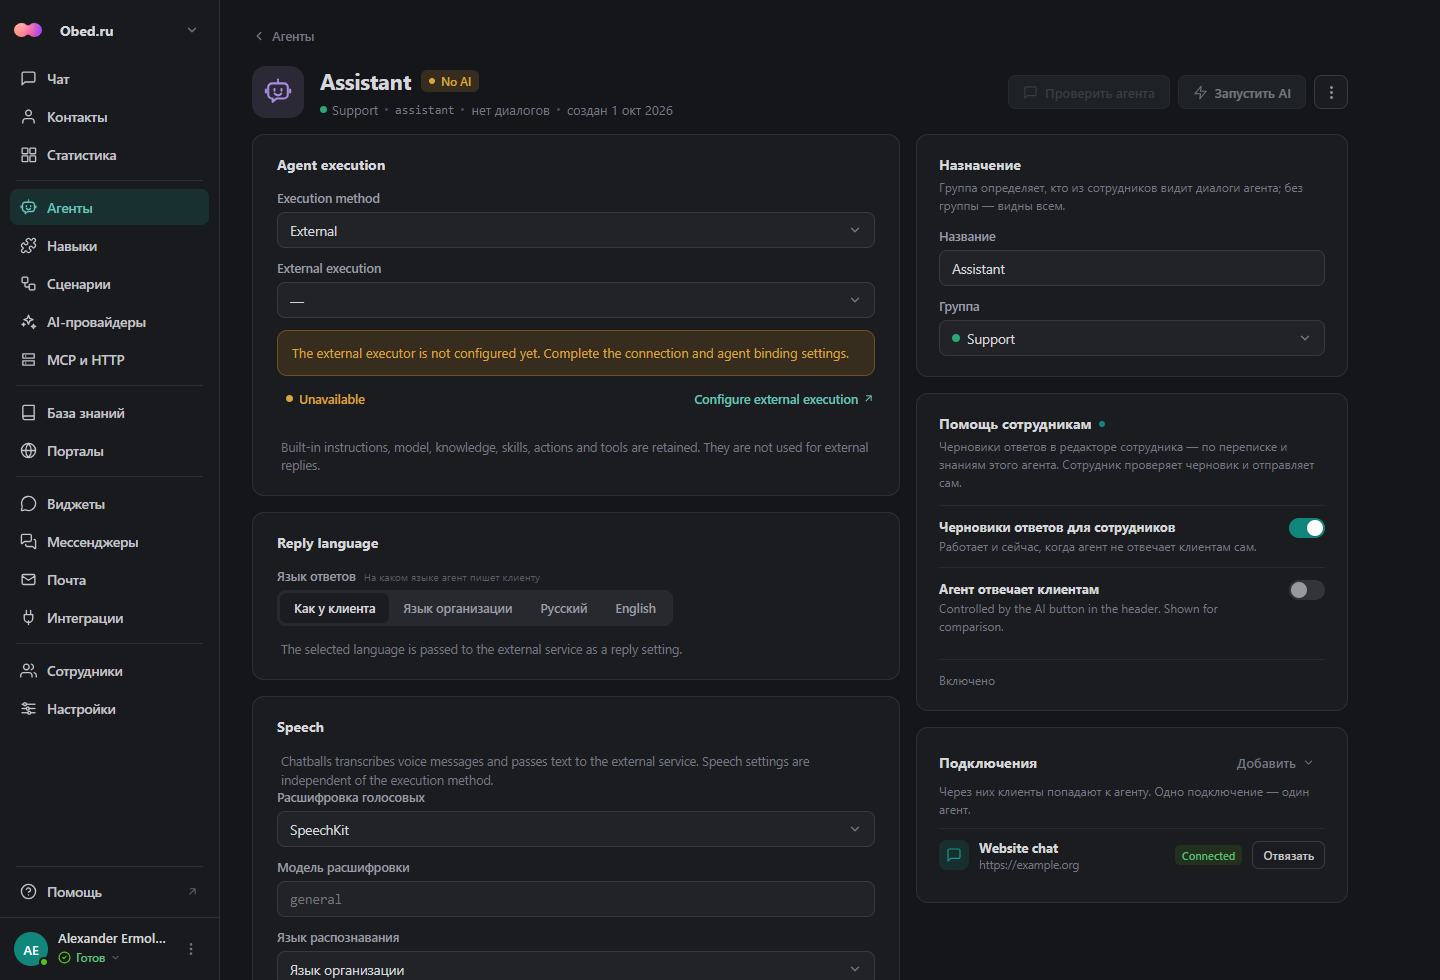 Obed.ru
Чат
Контакты
Статистика
Агенты
Навыки
Сценарии
AI-провайдеры
MCP и HTTP
База знаний
Порталы
Виджеты
Мессенджеры
Почта
Интеграции
Сотрудники
Настройки
Помощь
AE
Alexander Ermol...
Готов
Агенты
Assistant
No AI
Support • assistant • нет диалогов • создан 1 окт 2026
Проверить агента
Запустить AI
Agent execution
Execution method
External
External execution
—
The external executor is not configured yet. Complete the connection and agent binding settings.
Unavailable
Configure external execution
Built-in instructions, model, knowledge, skills, actions and tools are retained. They are not used for external
replies.
Reply language
Язык ответов На каком языке агент пишет клиенту
Как у клиента
Язык организации
Русский
English
The selected language is passed to the external service as a reply setting.
Speech
Chatballs transcribes voice messages and passes text to the external service. Speech settings are
independent of the execution method.
Расшифровка голосовых
SpeechKit
Модель расшифровки
general
Язык распознавания
Язык организации
Назначение
Группа определяет, кто из сотрудников видит диалоги агента; без
группы — видны всем.
Название
Assistant
Группа
Support
Помощь сотрудникам
Черновики ответов в редакторе сотрудника — по переписке и
знаниям этого агента. Сотрудник проверяет черновик и отправляет
сам.
Черновики ответов для сотрудников
Работает и сейчас, когда агент не отвечает клиентам сам.
Агент отвечает клиентам
Controlled by the AI button in the header. Shown for
comparison.
Включено
Подключения
Добавить
Через них клиенты попадают к агенту. Одно подключение — один
агент.
Website chat
https://example.org
Connected
Отвязать